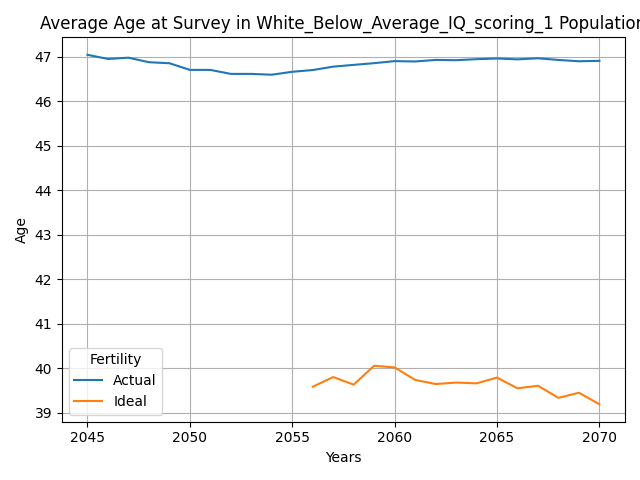 Average Age at Survey in White_Below_Average_IQ_scoring_1 Population
47
46
45
44
43
42
41
40
39
Age
Fertility
Actual
Ideal
2045 2050 2055 2060 2065 2070
Years